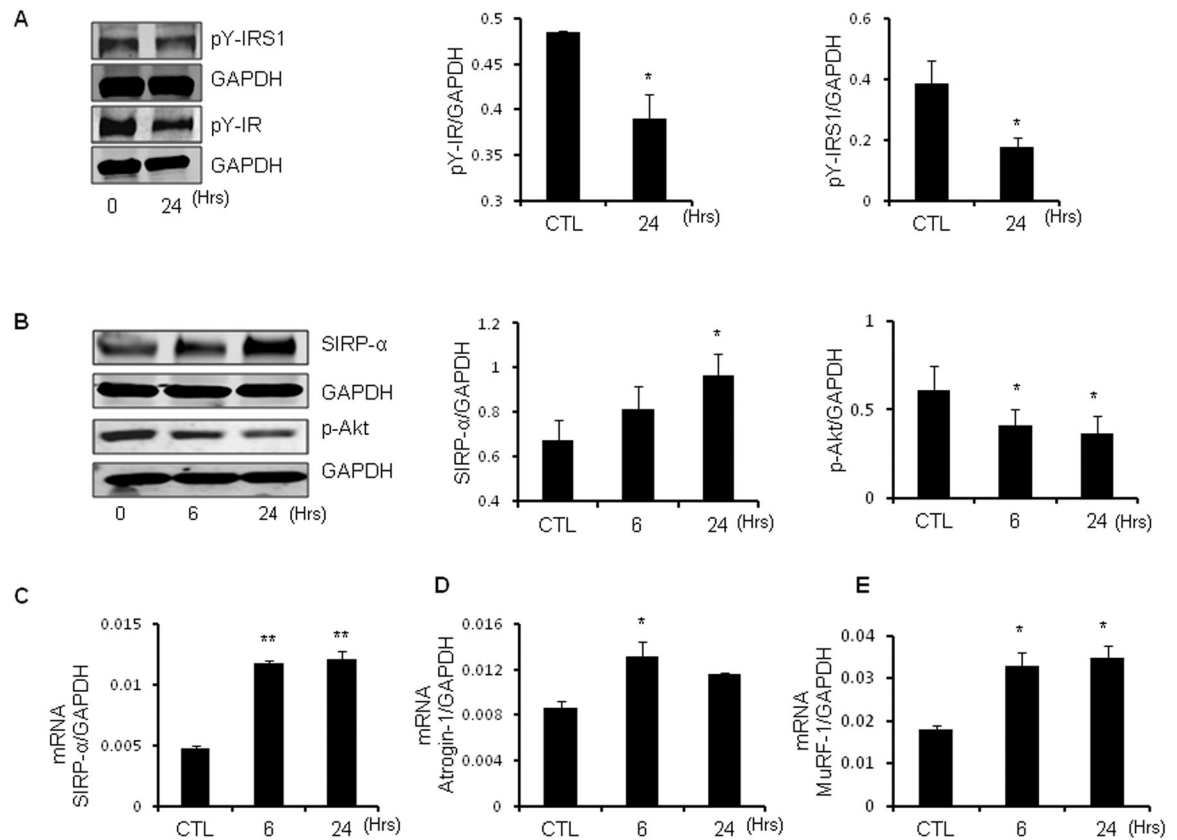 A
pY-IRS1
GAPDH
pY-IR
GAPDH
0 24 (Hrs)
pY-IR/GAPDH
0.5
0.45
0.4
0.35
0.3
*
CTL 24 (Hrs)
pY-IRS1/GAPDH
0.6
0.4
0.2
0
*
CTL 24 (Hrs)
B
SIRP-α
GAPDH
p-Akt
GAPDH
0 6 24 (Hrs)
SIRP-α/GAPDH
1.2
1
0.8
0.6
0.4
*
CTL 6 24 (Hrs)
p-Akt/GAPDH
1
0.5
0
* *
CTL 6 24 (Hrs)
C
mRNA
SIRP-α/GAPDH
0.015
0.01
0.005
0
** **
CTL 6 24 (Hrs)
D
mRNA
Atrogin-1/GAPDH
0.016
0.012
0.008
0.004
0
*
CTL 6 24 (Hrs)
E
mRNA
MuRF-1/GAPDH
0.04
0.03
0.02
0.01
0
* *
CTL 6 24 (Hrs)